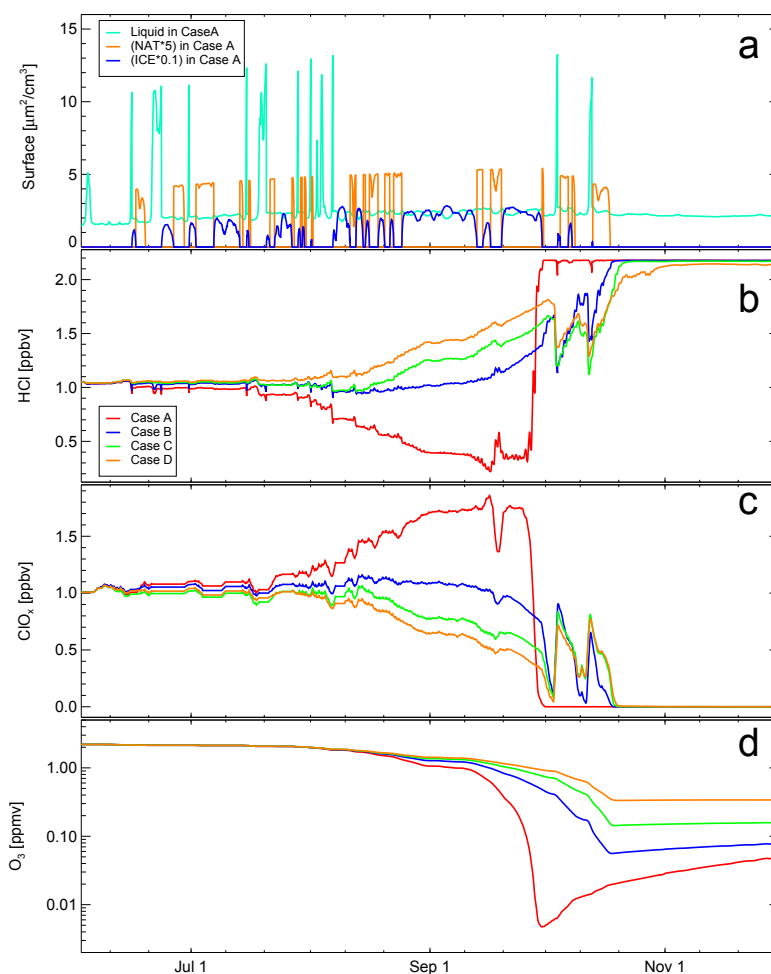 Liquid in CaseA
(NAT*5) in Case A
(ICE*0.1) in Case A
a
15
10
5
0
Surface [µm²/cm³]
b
2.0
1.5
1.0
0.5
HCl [ppbv]
Case A
Case B
Case C
Case D
c
1.5
1.0
0.5
0.0
ClOₓ [ppbv]
d
1.00
0.10
0.01
O₃ [ppmv]
Jul 1 Sep 1 Nov 1